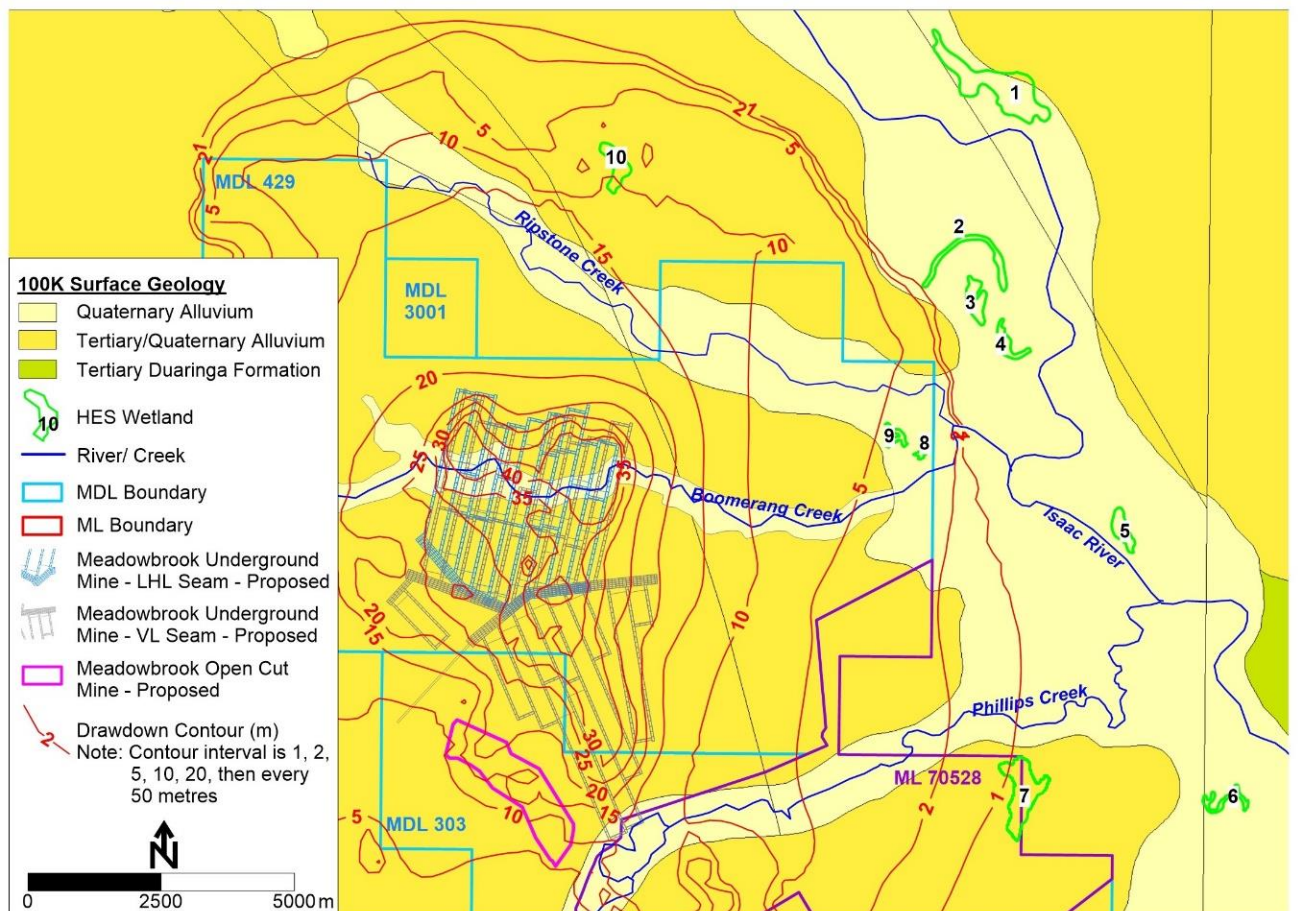 1
21
5
5
10
10
21
MDL 429
5
2
Ripstone Creek
15
10
3
4
MDL
3001
100K Surface Geology
Quaternary Alluvium
Tertiary/Quaternary Alluvium
Tertiary Duaringa Formation
10
HES Wetland
River/ Creek
MDL Boundary
ML Boundary
Meadowbrook Underground
Mine - LHL Seam - Proposed
Meadowbrook Underground
Mine - VL Seam - Proposed
Meadowbrook Open Cut
Mine - Proposed
2
Drawdown Contour (m)
Note: Contour interval is 1, 2,
5, 10, 20, then every
50 metres
N
0
2500
5000 m
20
30
25
40
35
35
9
8
5
Boomerang Creek
Isaac River
5
20
15
10
Phillips Creek
30
25
20
15
10
5
MDL 303
ML 70528
2
1
7
6